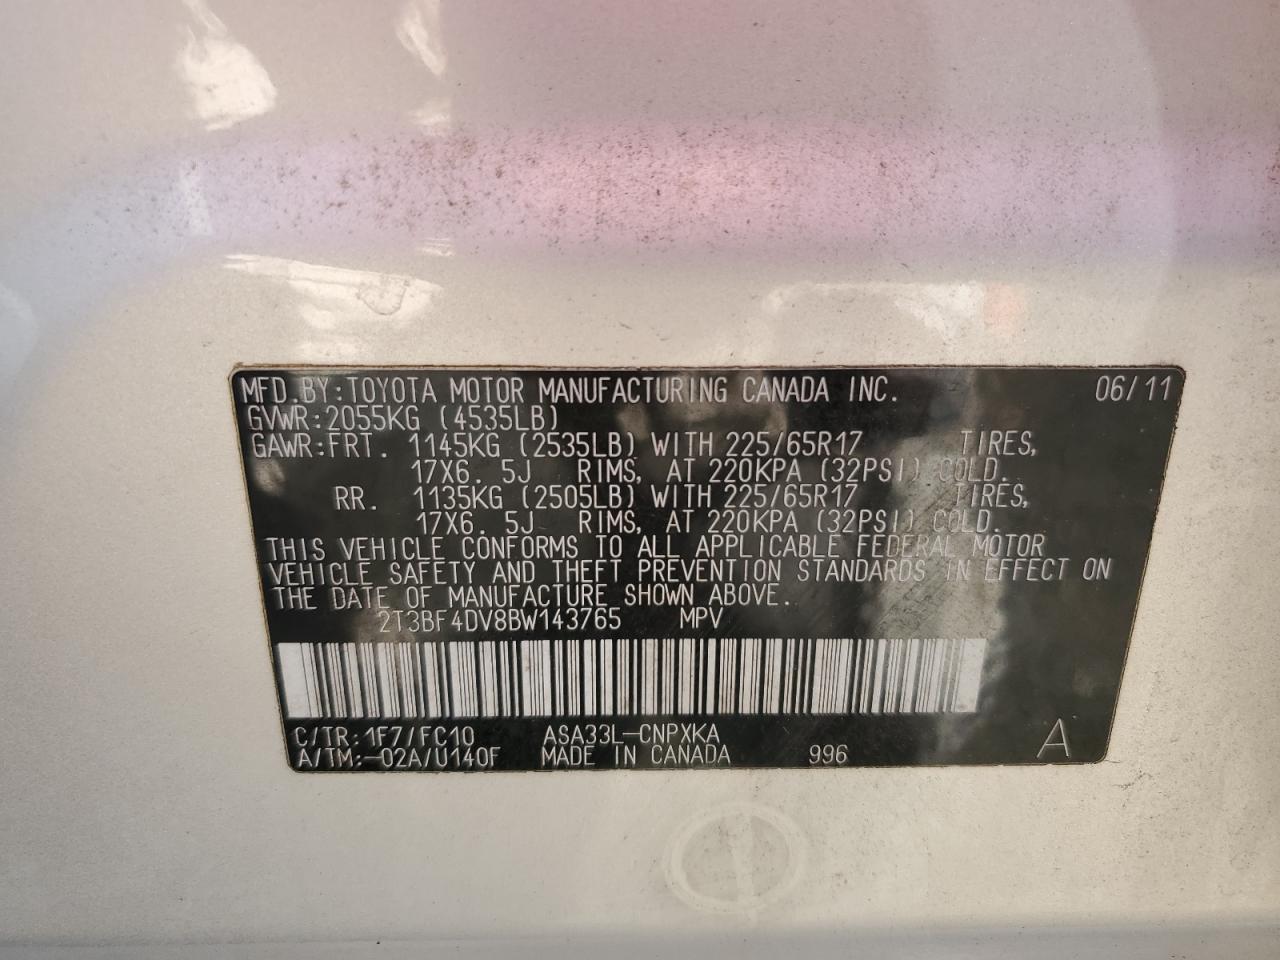 MFD.BY:TOYOTA MOTOR MANUFACTURING CANADA INC. 06/11
GVWR:2055KG (4535LB)
GAWR:FRT. 1145KG (2535LB) WITH 225/65R17 TIRES,
17X6.5J RIMS, AT 220KPA (32PSI) COLD.
RR. 1135KG (2505LB) WITH 225/65R17 TIRES,
17X6.5J RIMS, AT 220KPA (32PSI) COLD.
THIS VEHICLE CONFORMS TO ALL APPLICABLE FEDERAL MOTOR
VEHICLE SAFETY AND THEFT PREVENTION STANDARDS IN EFFECT ON
THE DATE OF MANUFACTURE SHOWN ABOVE.
2T3BF4DV8BW143765 MPV
C/TR:1F7/FC10 ASA33L-CNPXKA
A/TM:-02A/U140F MADE IN CANADA 996 A